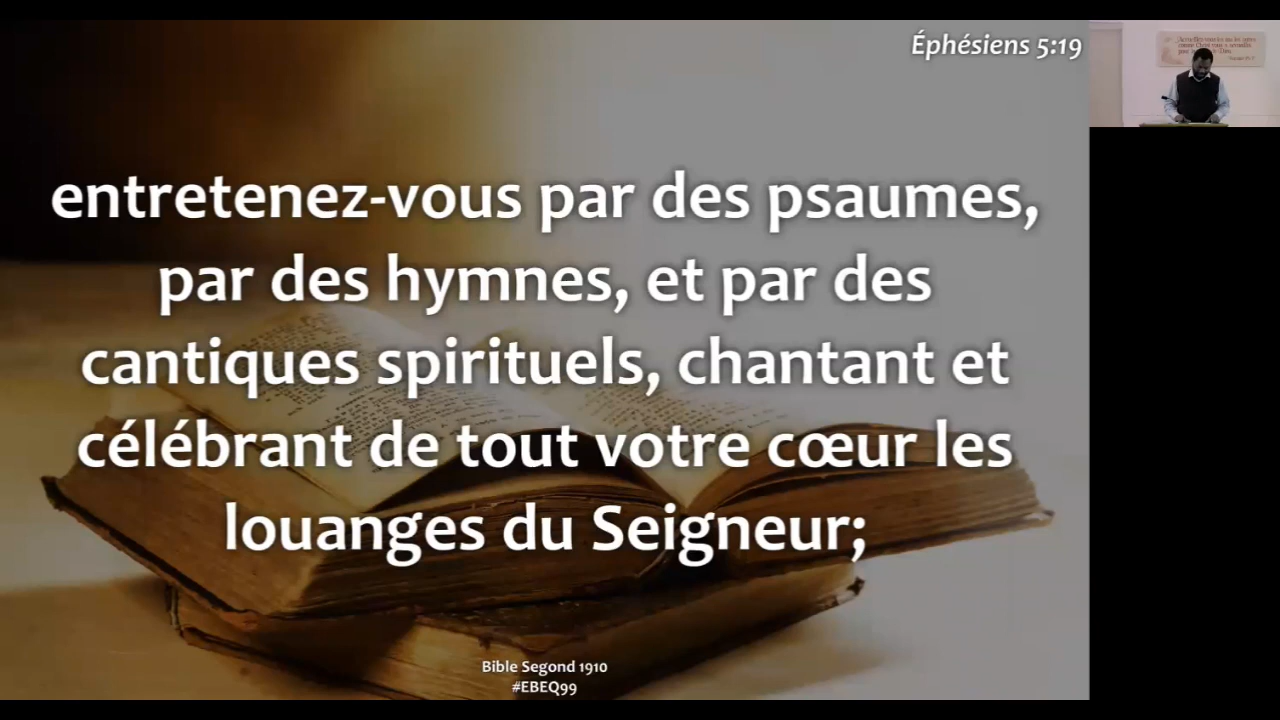 Éphésiens 5:19
entretenez-vous par des psaumes,
par des hymnes, et par des
cantiques spirituels, chantant et
célébrant de tout votre cœur les
louanges du Seigneur;
Bible Segond 1910
#EBEQ99